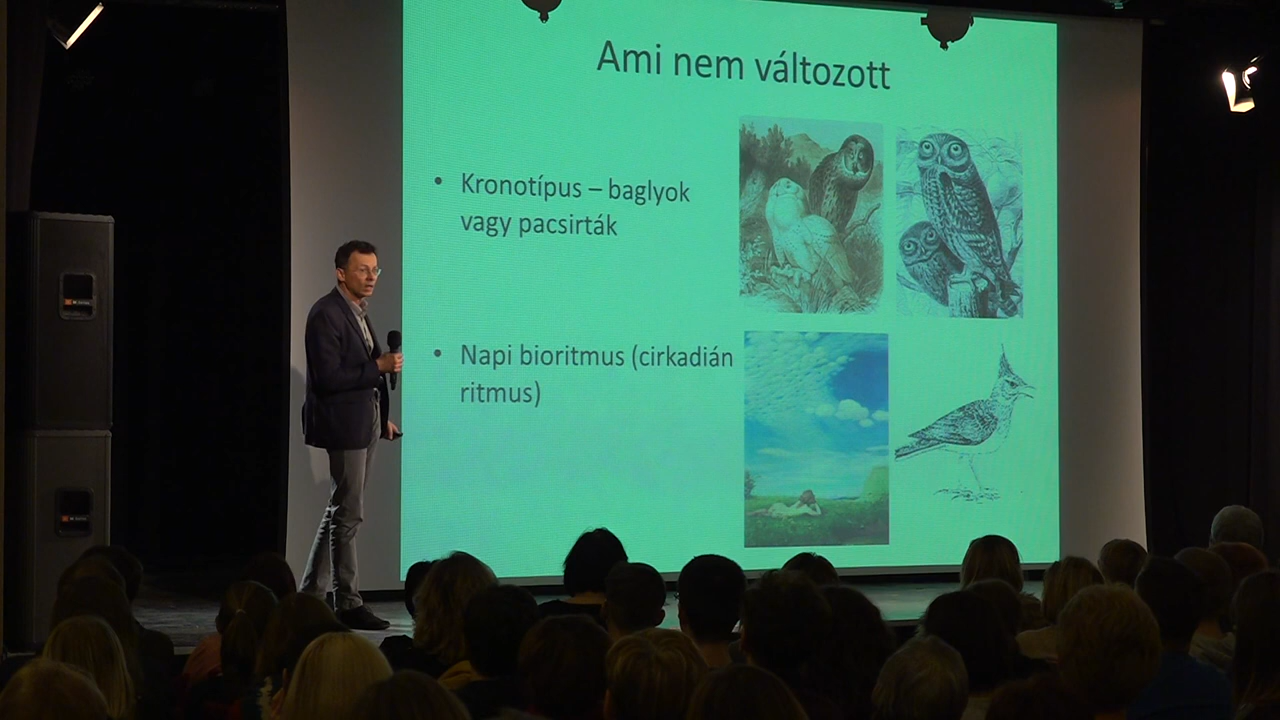 Ami nem változott
• Kronotípus – baglyok
vagy pacsirták
• Napi bioritmus (cirkadián
ritmus)